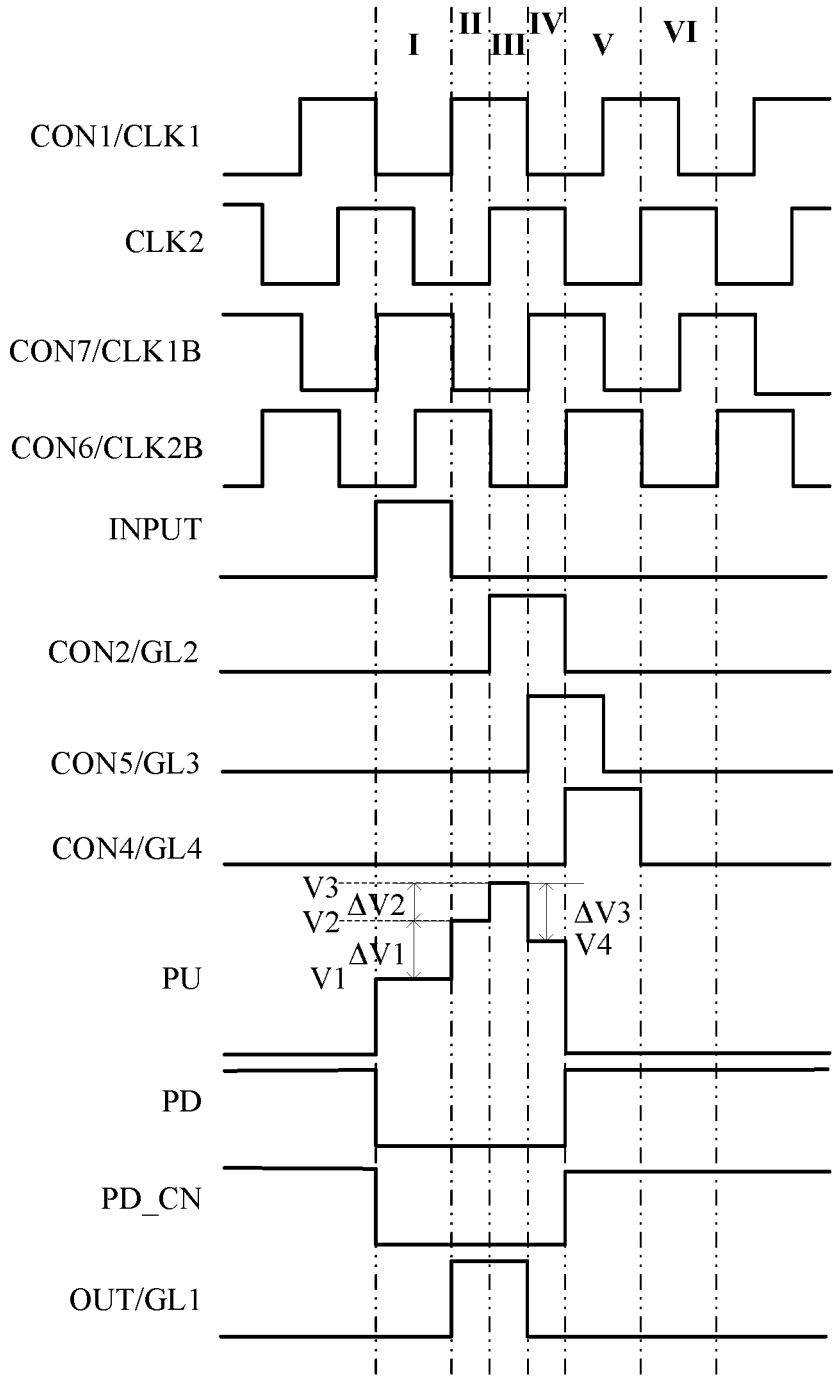 I II III IV V VI
CON1/CLK1
CLK2
CON7/CLK1B
CON6/CLK2B
INPUT
CON2/GL2
CON5/GL3
CON4/GL4
V3
ΔV2
ΔV3
V2
V4
ΔV1
V1
PU
PD
PD_CN
OUT/GL1